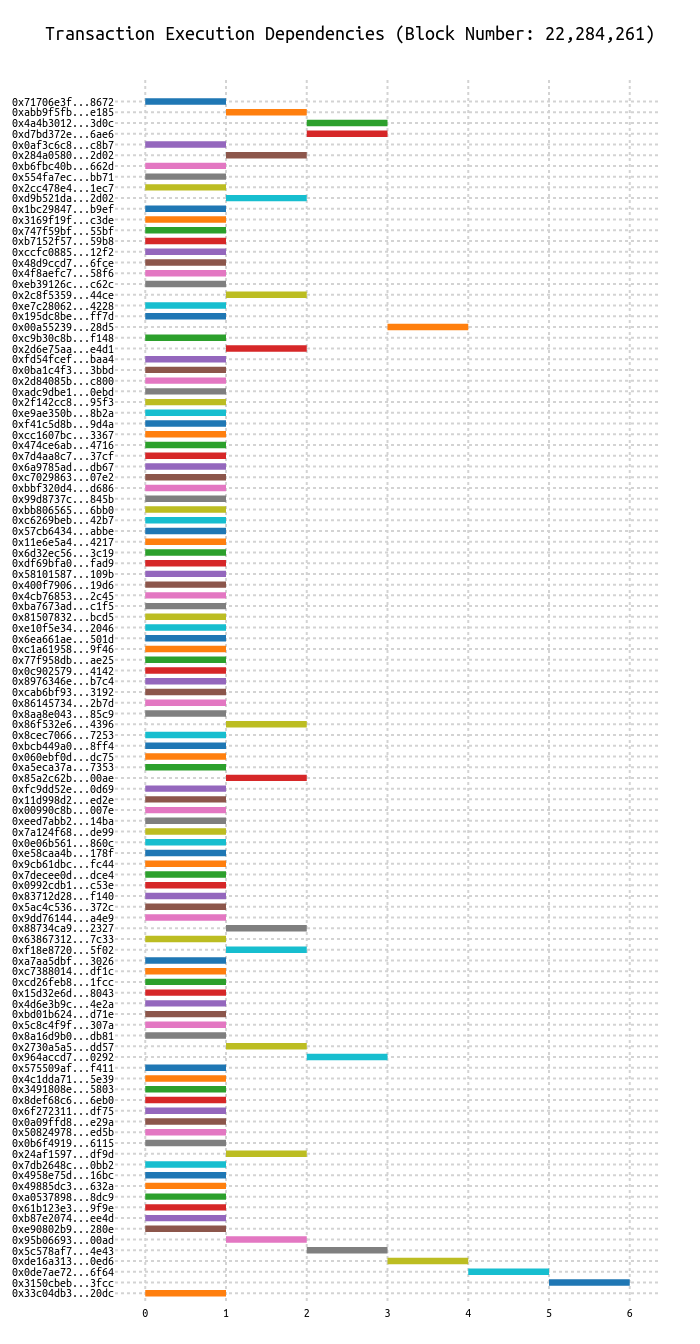 Transaction Execution Dependencies (Block Number: 22,284,261)
0x71706e3f...8672
0xabb9f5fb...e185
0x4a4b3012...3d0c
0xd7bd372e...6ae6
0x0af3c6c8...c8b7
0x284a0580...2d02
0xb6fbc40b...662d
0x554fa7ec...bb71
0x2cc478e4...1ec7
0xd9b521da...2d02
0x1bc29847...b9ef
0x3169f19f...c3de
0x747f59bf...55bf
0xb7152f57...59b8
0xccfc0885...12f2
0x48d9ccd7...6fce
0x4f8aefc7...58f6
0xeb39126c...c62c
0x2c8f5359...44ce
0xe7c28062...4228
0x195dc8be...ff7d
0x00a55239...28d5
0xc9b30c8b...f148
0x2d6e75aa...e4d1
0xfd54fcef...baa4
0x0ba1c4f3...3bbd
0x2d84085b...c800
0xadc9dbe1...0ebd
0x2f142cc8...95f3
0xe9ae350b...8b2a
0xf41c5d8b...9d4a
0xcc1607bc...3367
0x474ce6ab...4716
0x7d4aa8c7...37cf
0x6a9785ad...db67
0xc7029863...07e2
0xbbf320d4...d686
0x99d8737c...845b
0xbb806565...6bb0
0xc6269beb...42b7
0x57cb6434...abbe
0x11e6e5a4...4217
0x6d32ec56...3c19
0xdf69bfa0...fad9
0x58101587...109b
0x400f7906...19d6
0x4cb76853...2c45
0xba7673ad...c1f5
0x81507832...bcd5
0xe10f5e34...2046
0x6ea661ae...501d
0xc1a61958...9f46
0x77f958db...ae25
0x0c902579...4142
0x8976346e...b7c4
0xcab6bf93...3192
0x86145734...2b7d
0x8aa8e043...85c9
0x86f532e6...4396
0x8cec7066...7253
0xbcb449a0...8ff4
0x060ebf0d...dc75
0xa5eca37a...7353
0x85a2c62b...00ae
0xfc9dd52e...0d69
0x11d998d2...ed2e
0x00990c8b...007e
0xeed7abb2...14ba
0x7a124f68...de99
0x0e06b561...860c
0xe58caa4b...178f
0x9cb61dbc...fc44
0x7decee0d...dce4
0x0992cdb1...c53e
0x83712d28...f140
0x5ac4c536...372c
0x9dd76144...a4e9
0x88734ca9...2327
0x63867312...7c33
0xf18e8720...5f02
0xa7aa5dbf...3026
0xc7388014...df1c
0xcd26feb8...1fcc
0x15d32e6d...8043
0x4d6e3b9c...4e2a
0xbd01b624...d71e
0x5c8c4f9f...307a
0x8a16d9b0...db81
0x2730a5a5...dd57
0x964accd7...0292
0x575509af...f411
0x4c1dda71...5e39
0x3491808e...5803
0x8def68c6...6eb0
0x6f272311...df75
0x0a09ffd8...e29a
0x50824978...ed5b
0x0b6f4919...6115
0x24af1597...df9d
0x7db2648c...0bb2
0x4958e75d...16bc
0x49885dc3...632a
0xa0537898...8dc9
0x61b123e3...9f9e
0xb87e2074...ee4d
0xe90802b9...280e
0x95b06693...00ad
0x5c578af7...4e43
0xde16a313...0ed6
0x0de7ae72...6f64
0x3150cbeb...3fcc
0x33c04db3...20dc
0 1 2 3 4 5 6